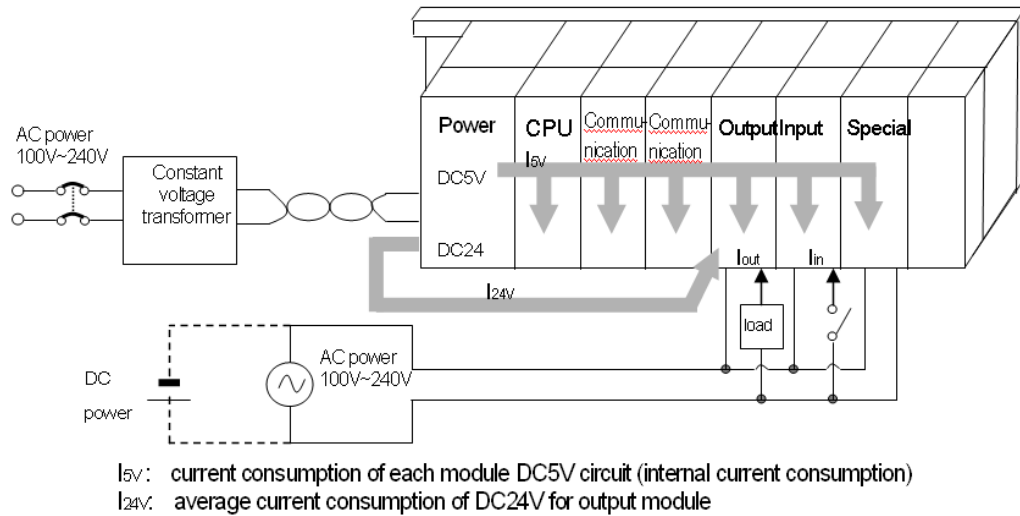 AC power
100V~240V
Constant
voltage
transformer
Power
CPU
Commu-
nication
Commu-
nication
Output
Input
Special
I5V
DC5V
DC24
Iout
Iin
I24V
load
DC
power
AC power
100V~240V
I5V: current consumption of each module DC5V circuit (internal current consumption)
I24V: average current consumption of DC24V for output module